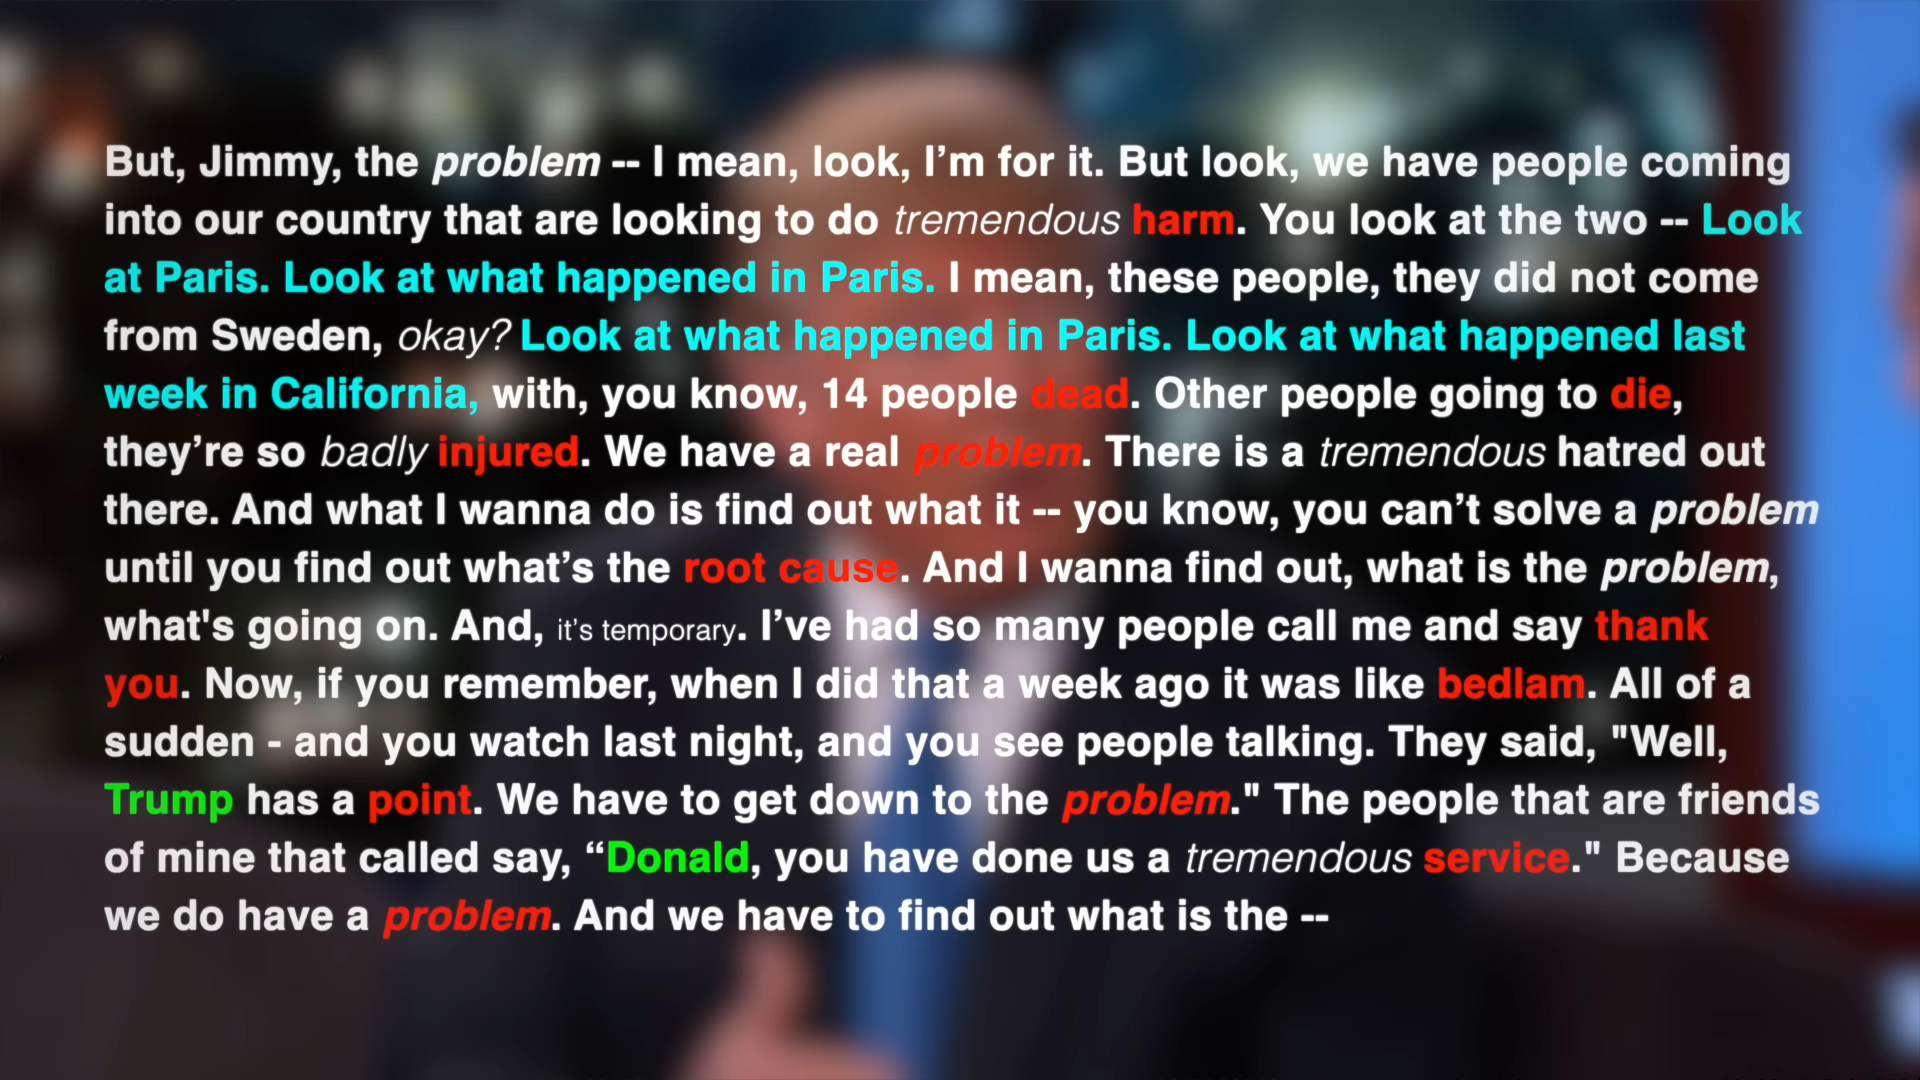 But, Jimmy, the problem -- I mean, look, I’m for it. But look, we have people coming
into our country that are looking to do tremendous harm. You look at the two -- Look
at Paris. Look at what happened in Paris. I mean, these people, they did not come
from Sweden, okay? Look at what happened in Paris. Look at what happened last
week in California, with, you know, 14 people dead. Other people going to die,
they’re so badly injured. We have a real problem. There is a tremendous hatred out
there. And what I wanna do is find out what it -- you know, you can’t solve a problem
until you find out what’s the root cause. And I wanna find out, what is the problem,
what's going on. And, it’s temporary. I’ve had so many people call me and say thank
you. Now, if you remember, when I did that a week ago it was like bedlam. All of a
sudden - and you watch last night, and you see people talking. They said, "Well,
Trump has a point. We have to get down to the problem." The people that are friends
of mine that called say, “Donald, you have done us a tremendous service." Because
we do have a problem. And we have to find out what is the --